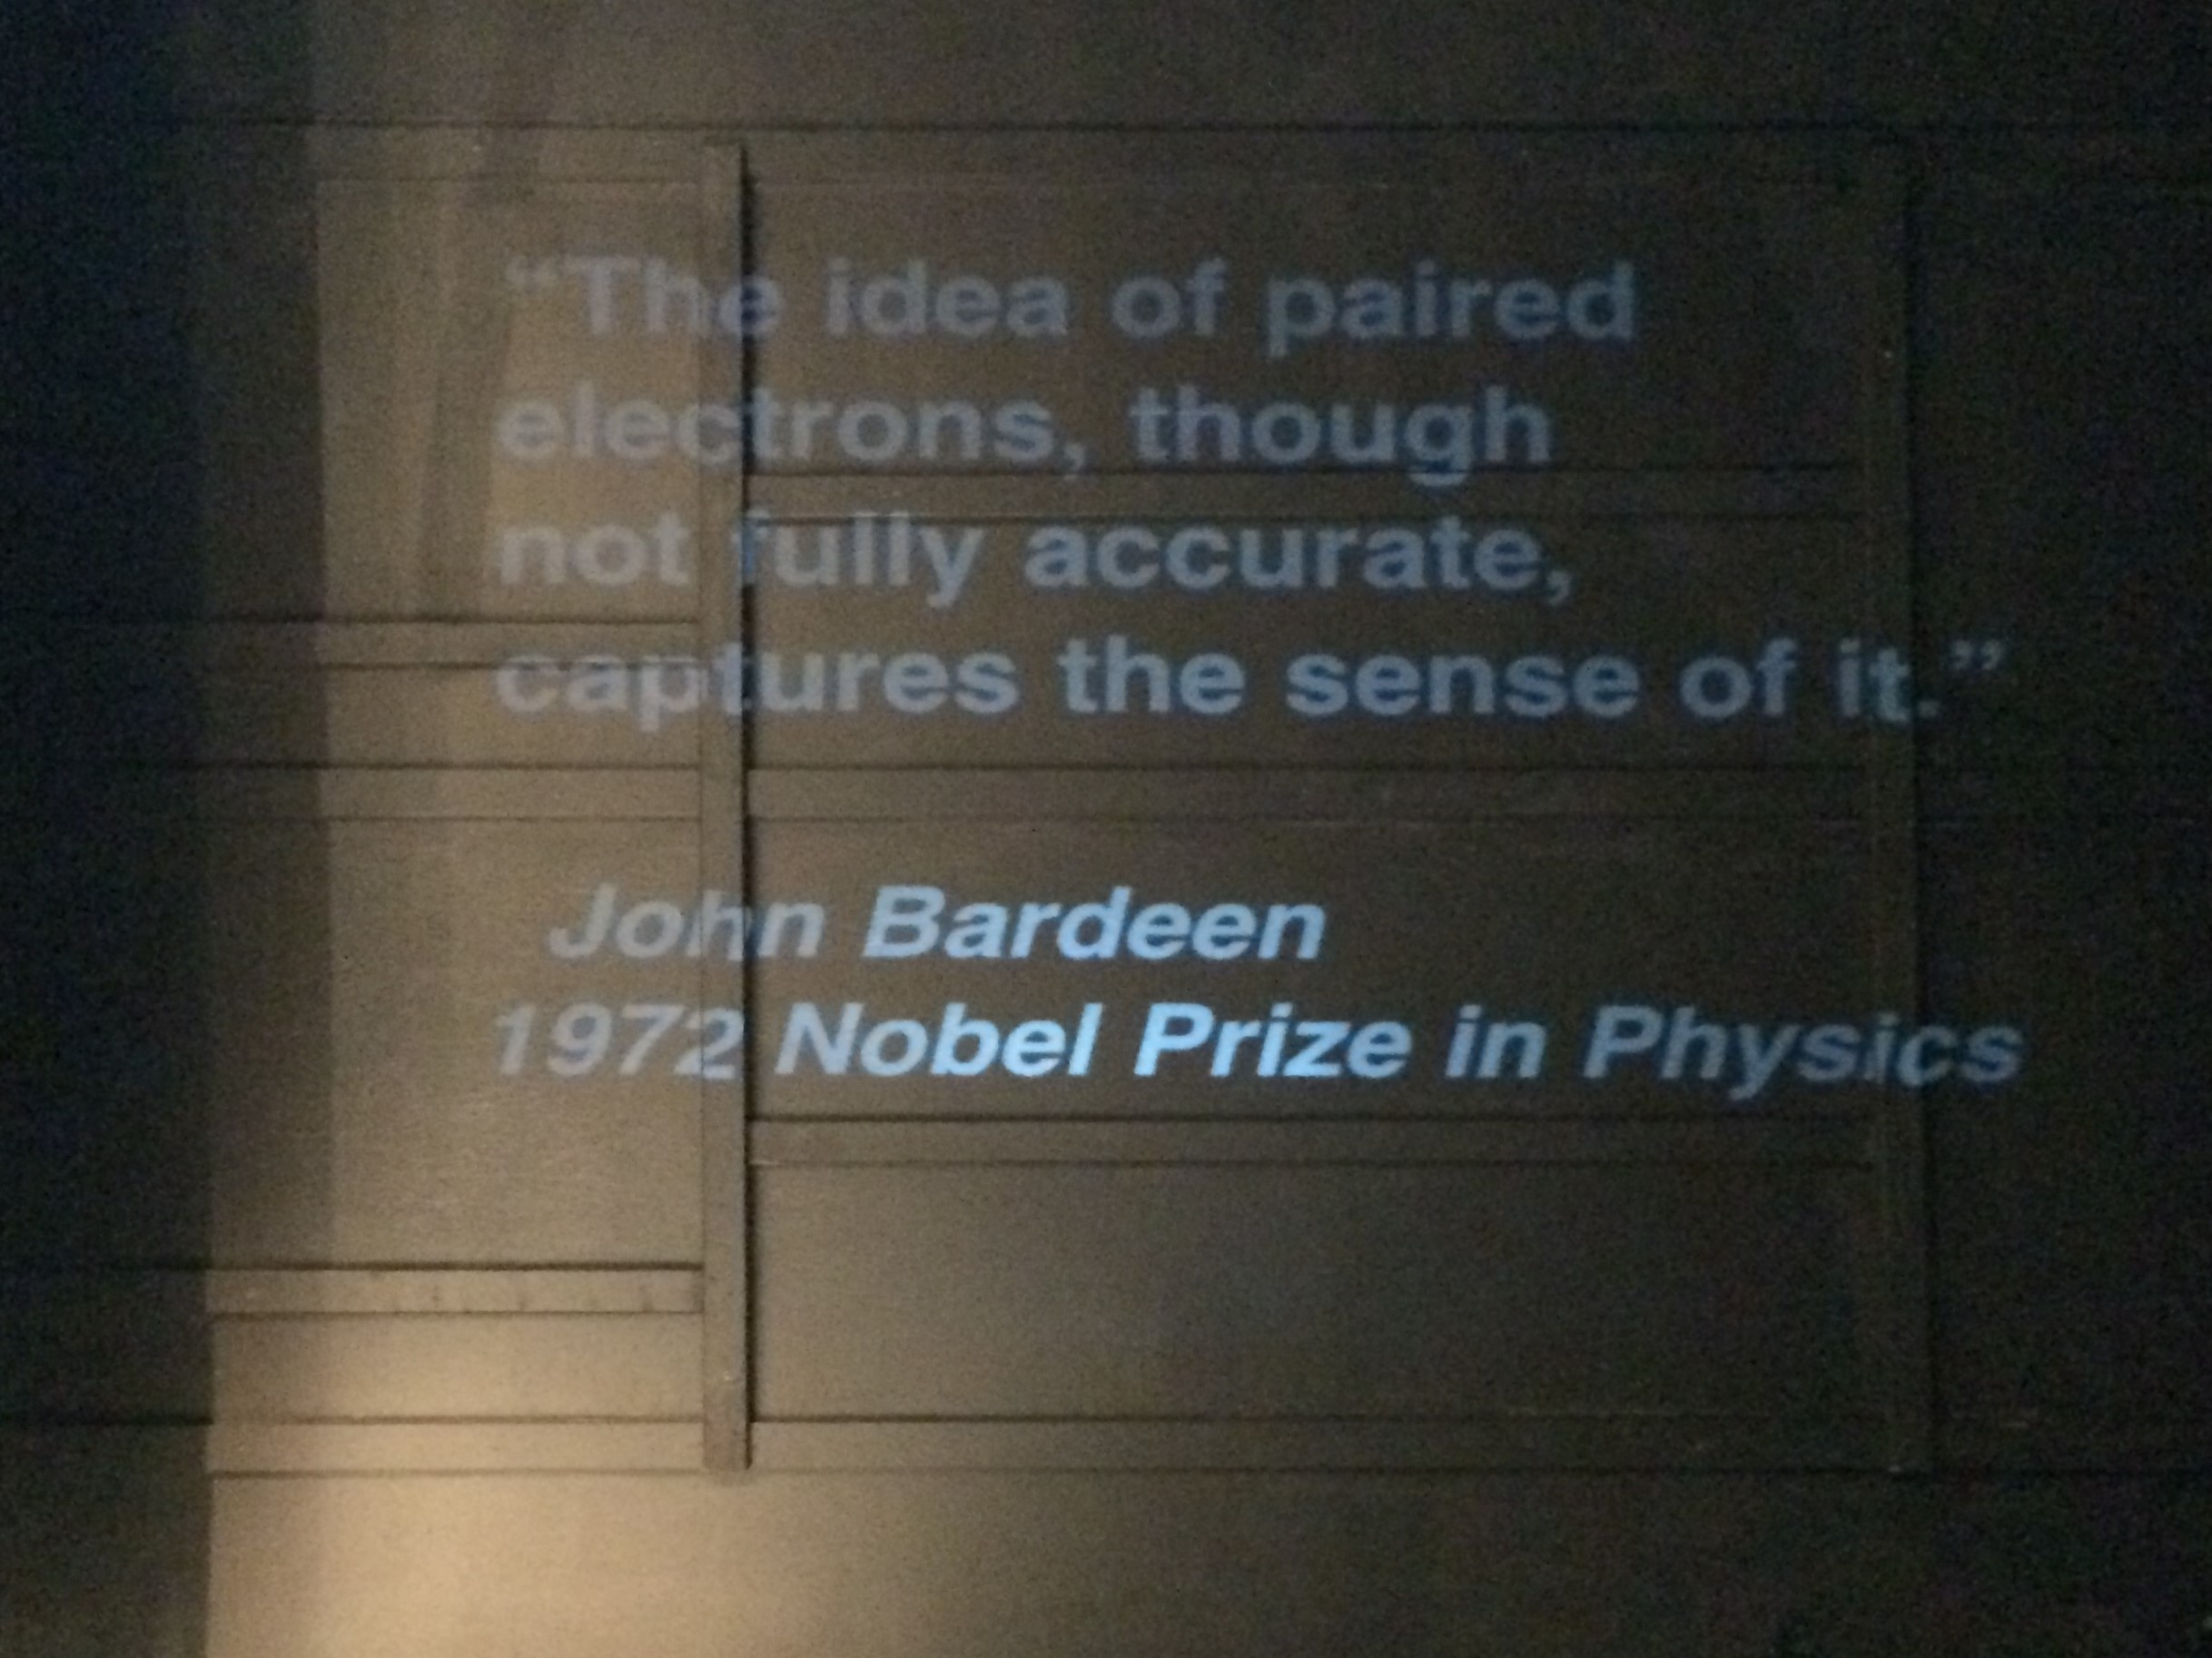 “The idea of paired
electrons, though
not fully accurate,
captures the sense of it.”
John Bardeen
1972 Nobel Prize in Physics